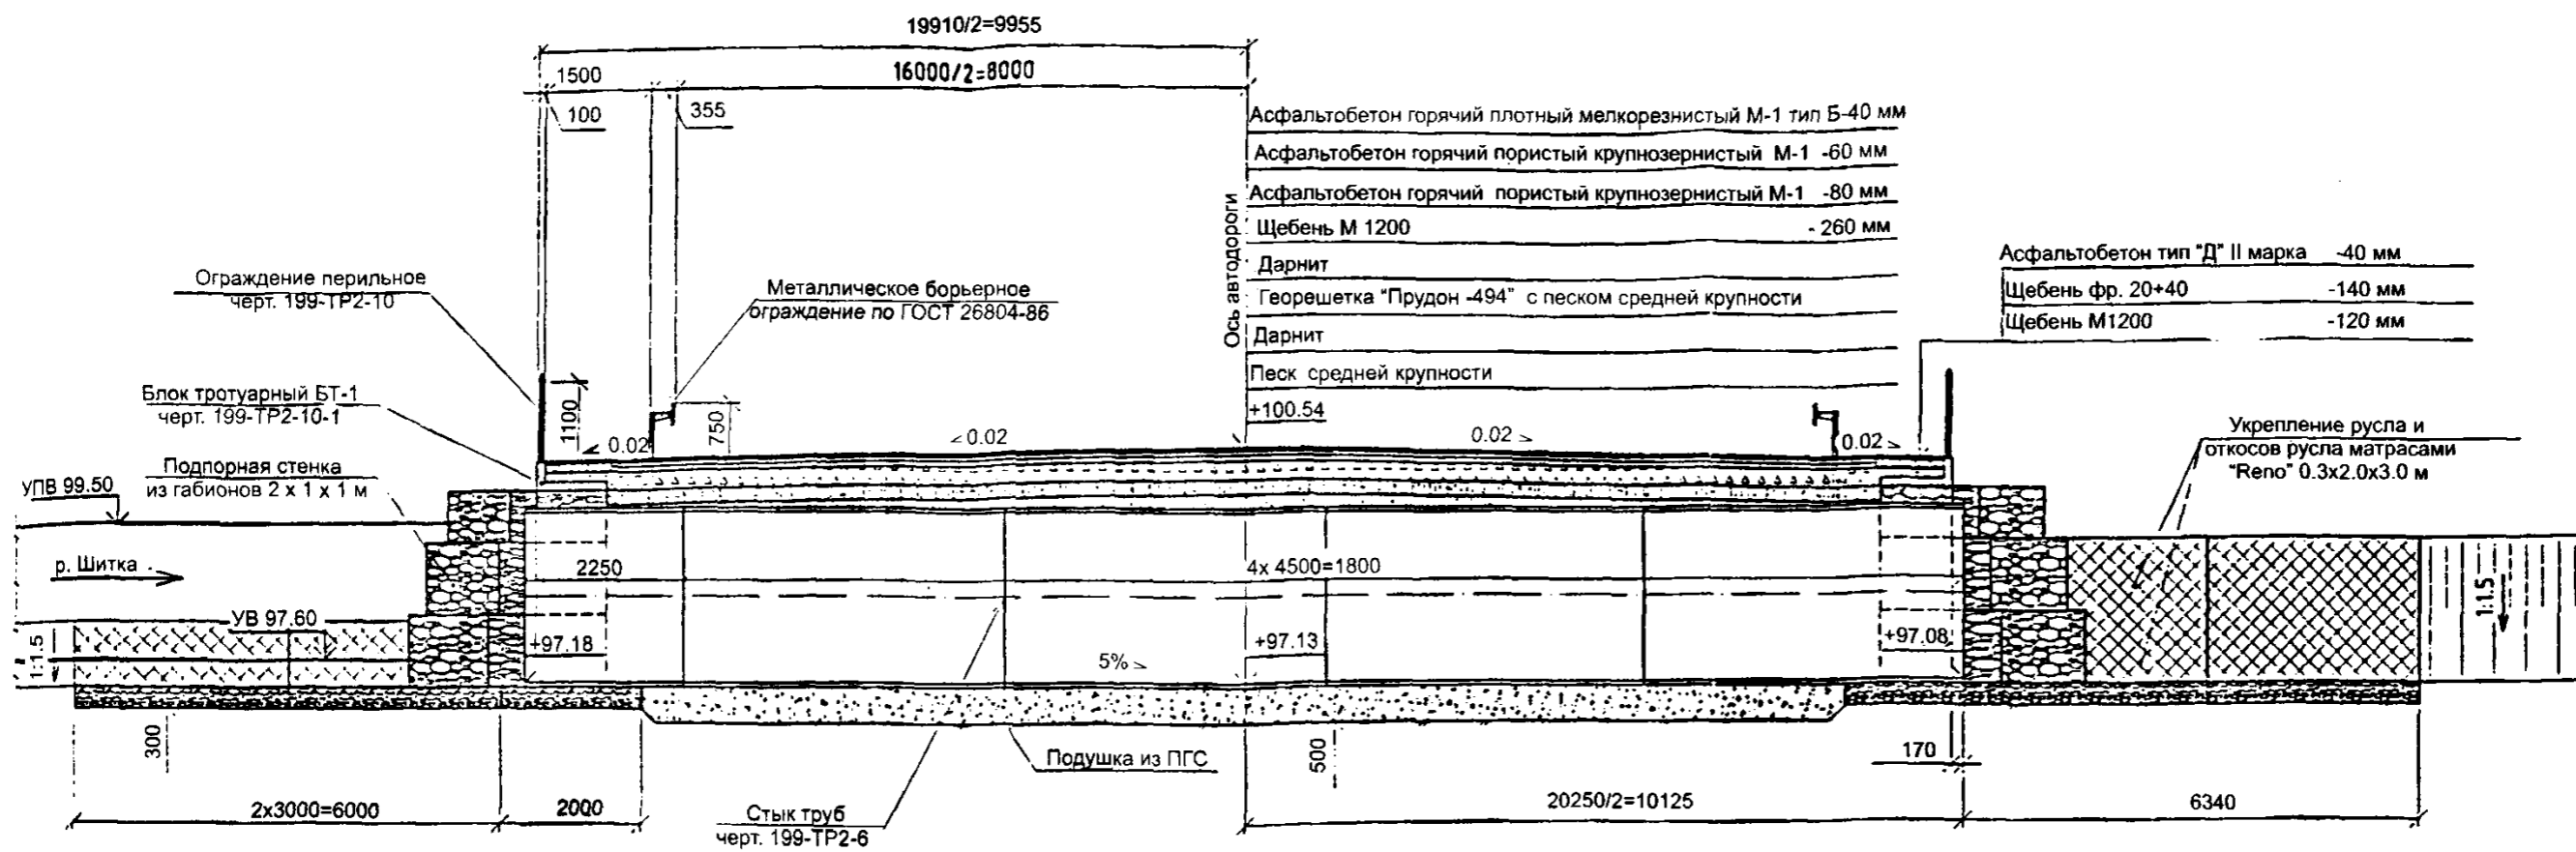 19910/2=9955
1500
16000/2=8000
100
355
Асфальтобетон горячий плотный мелкорезнистый М-1 тип Б-40 мм
Асфальтобетон горячий пористый крупнозернистый М-1 -60 мм
Асфальтобетон горячий пористый крупнозернистый М-1 -80 мм
Щебень М 1200 - 260 мм
Дарнит
Георешетка "Прудон -494" с песком средней крупности
Дарнит
Песк средней крупности
+100.54
Ось автодороги
Асфальтобетон тип "Д" II марка -40 мм
Щебень фр. 20+40 -140 мм
Щебень М1200 -120 мм
Ограждение перильное
черт. 199-ТР2-10
Металлическое борьерное
ограждение по ГОСТ 26804-86
Блок тротуарный БТ-1
черт. 199-ТР2-10-1
1100
750
0.02
0.02
0.02
0.02
Подпорная стенка
из габионов 2 х 1 х 1 м
УПВ 99.50
Укрепление русла и
откосов русла матрасами
"Reno" 0.3х2.0х3.0 м
р. Шитка
2250
4х 4500=1800
УВ 97.60
1:1.5
+97.18
5%
+97.13
+97.08
1:1.5
300
Подушка из ПГС
500
170
2х3000=6000
2000
Стык труб
черт. 199-ТР2-6
20250/2=10125
6340